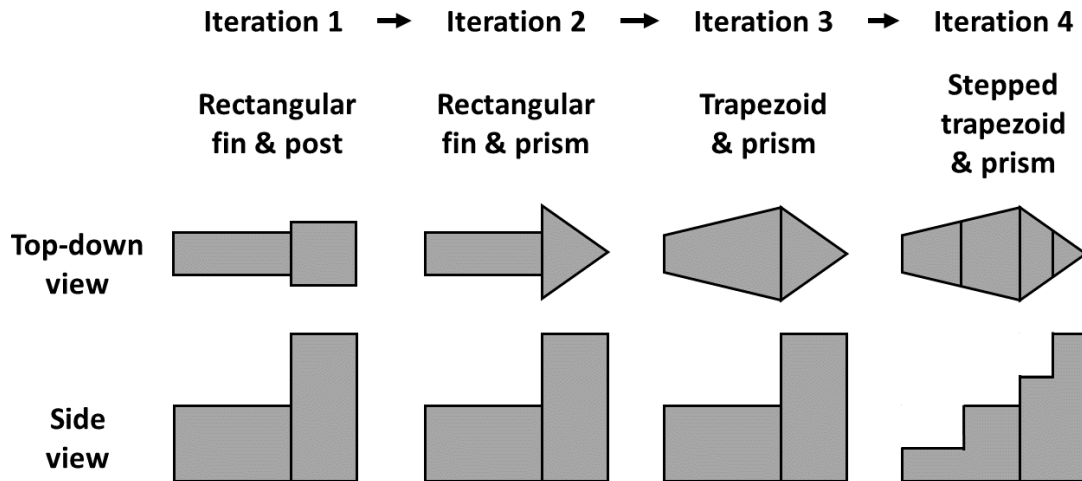 Iteration 1 → Iteration 2 → Iteration 3 → Iteration 4
Rectangular
fin & post
Rectangular
fin & prism
Trapezoid
& prism
Stepped
trapezoid
& prism
Top-down
view
Side
view